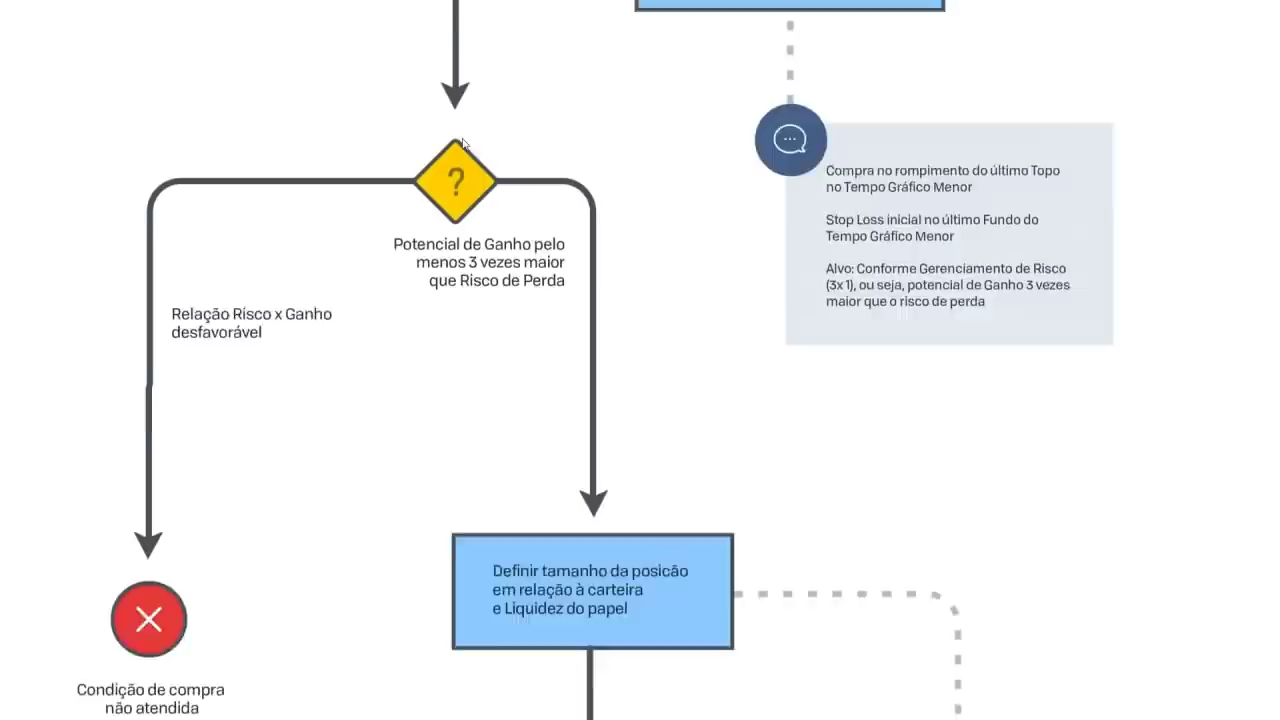 ?
Potencial de Ganho pelo
menos 3 vezes maior
que Risco de Perda
Relação Risco x Ganho
desfavorável
Compra no rompimento do último Topo
no Tempo Gráfico Menor
Stop Loss inicial no último Fundo do
Tempo Gráfico Menor
Alvo: Conforme Gerenciamento de Risco
(3x1), ou seja, potencial de Ganho 3 vezes
maior que o risco de perda
Definir tamanho da posicão
em relação à carteira
e Liquidez do papel
Condição de compra
não atendida